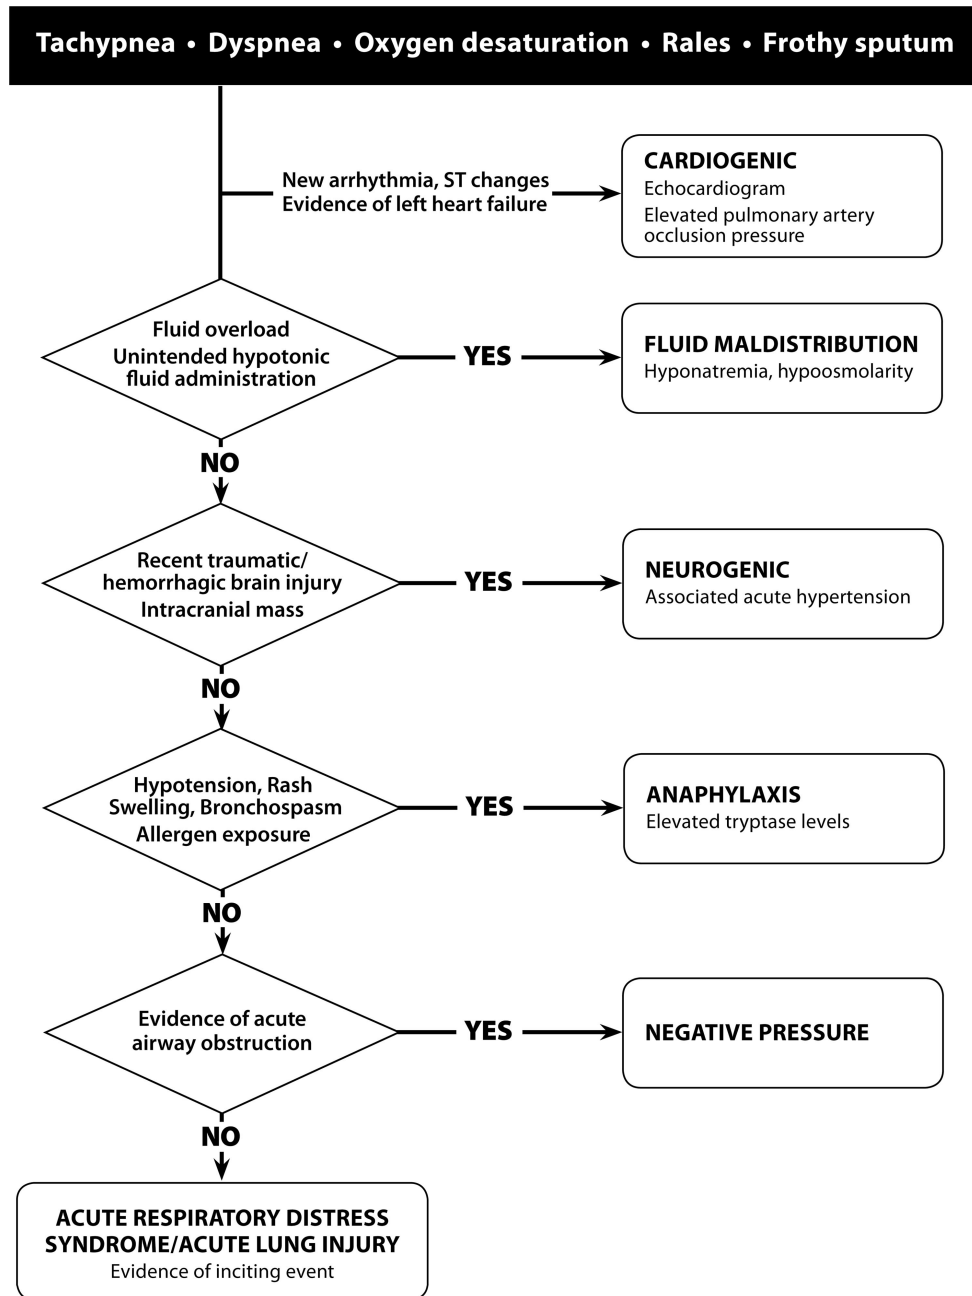 Tachypnea • Dyspnea • Oxygen desaturation • Rales • Frothy sputum
New arrhythmia, ST changes
Evidence of left heart failure
CARDIOGENIC
Echocardiogram
Elevated pulmonary artery
occlusion pressure
Fluid overload
Unintended hypotonic
fluid administration
YES
FLUID MALDISTRIBUTION
Hyponatremia, hypoosmolarity
NO
Recent traumatic/
hemorrhagic brain injury
Intracranial mass
YES
NEUROGENIC
Associated acute hypertension
NO
Hypotension, Rash
Swelling, Bronchospasm
Allergen exposure
YES
ANAPHYLAXIS
Elevated tryptase levels
NO
Evidence of acute
airway obstruction
YES
NEGATIVE PRESSURE
NO
ACUTE RESPIRATORY DISTRESS
SYNDROME/ACUTE LUNG INJURY
Evidence of inciting event